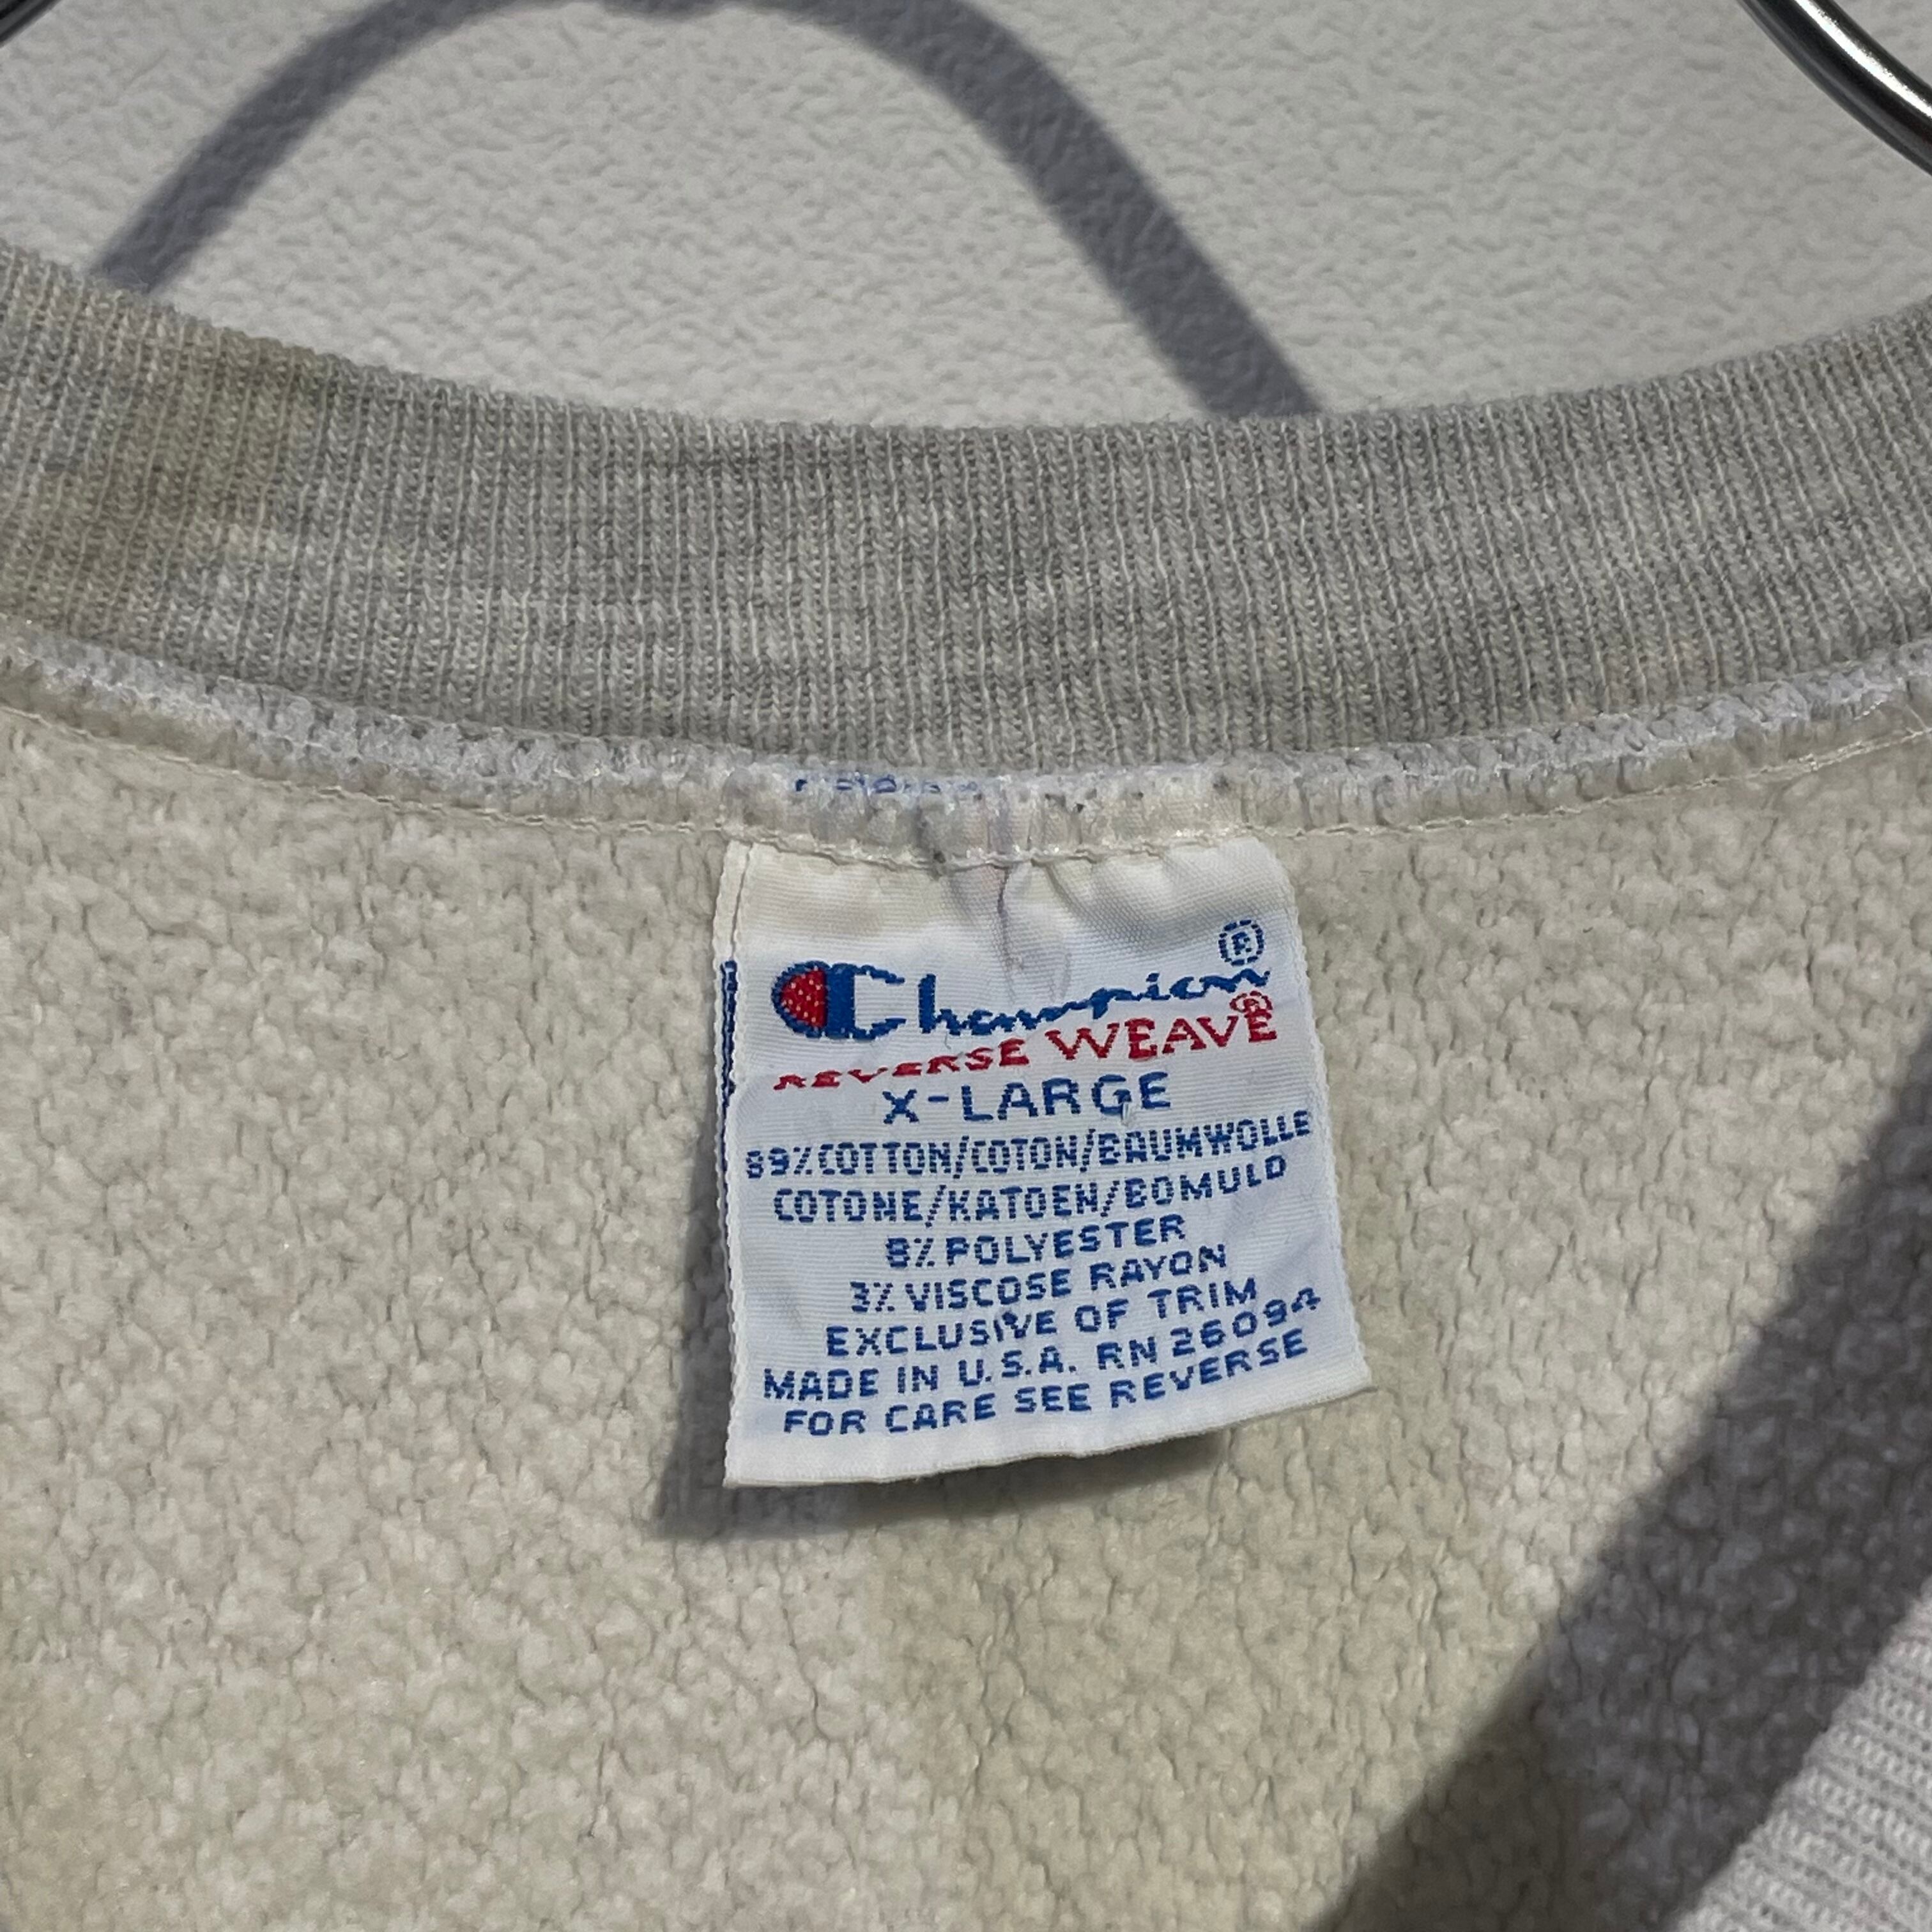 Champion®
REVERSE WEAVE®
X-LARGE
89%COTTON/COTON/BAUMWOLLE
COTONE/KATOEN/BOMULD
8% POLYESTER
3% VISCOSE RAYON
EXCLUSIVE OF TRIM
MADE IN U.S.A. RN 26094
FOR CARE SEE REVERSE